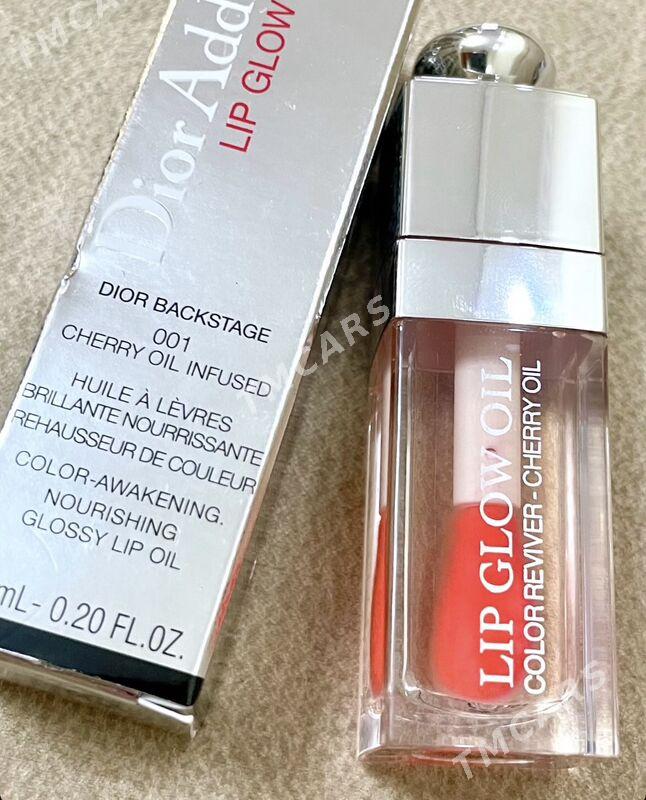 Dior Add
LIP GLOW
DIOR BACKSTAGE
001
CHERRY OIL INFUSED
HUILE À LÈVRES
BRILLANTE NOURRISSANTE
REHAUSSEUR DE COULEUR
COLOR-AWAKENING.
NOURISHING
GLOSSY LIP OIL
mL - 0.20 FL.OZ.
LIP GLOW OIL
COLOR REVIVER - CHERRY OIL
TMCARS
TMCARS
TMCARS